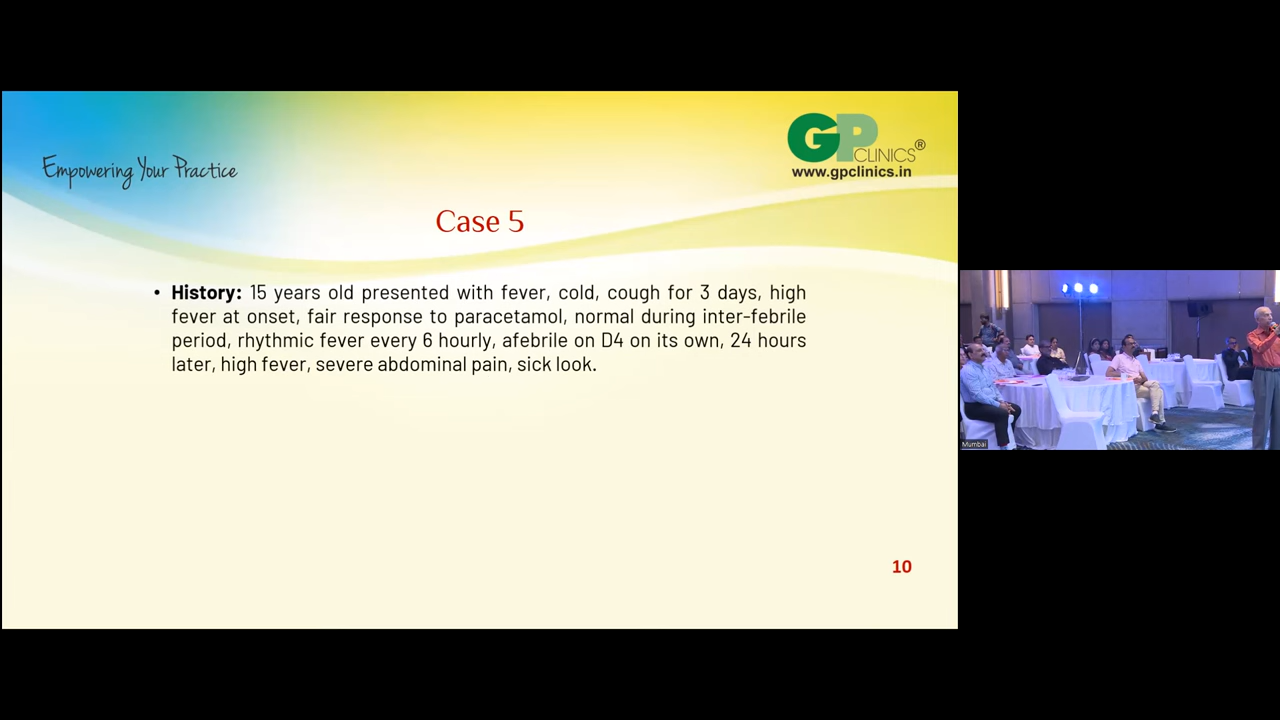 Empowering Your Practice
GP
CLINICS®
www.gpclinics.in
Case 5
• History: 15 years old presented with fever, cold, cough for 3 days, high
fever at onset, fair response to paracetamol, normal during inter-febrile
period, rhythmic fever every 6 hourly, afebrile on D4 on its own, 24 hours
later, high fever, severe abdominal pain, sick look.
Mumbai
10